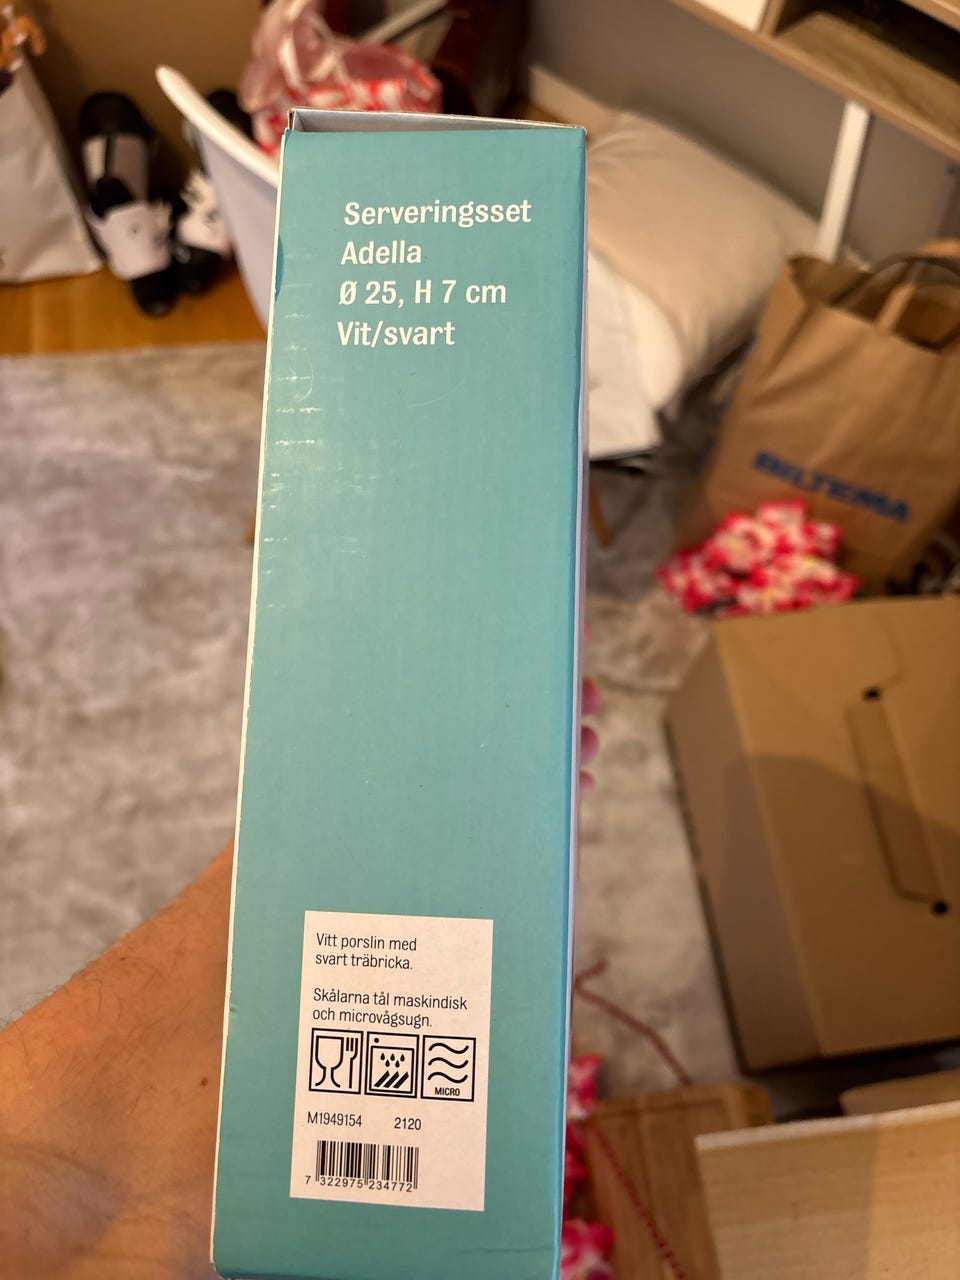 Serveringsset
Adella
Ø 25, H 7 cm
Vit/svart
BILTEMA
Vitt porslin med
svart träbricka.
Skålarna tål maskindisk
och microvågsugn.
MICRO
M1949154 2120
7 322975 234772